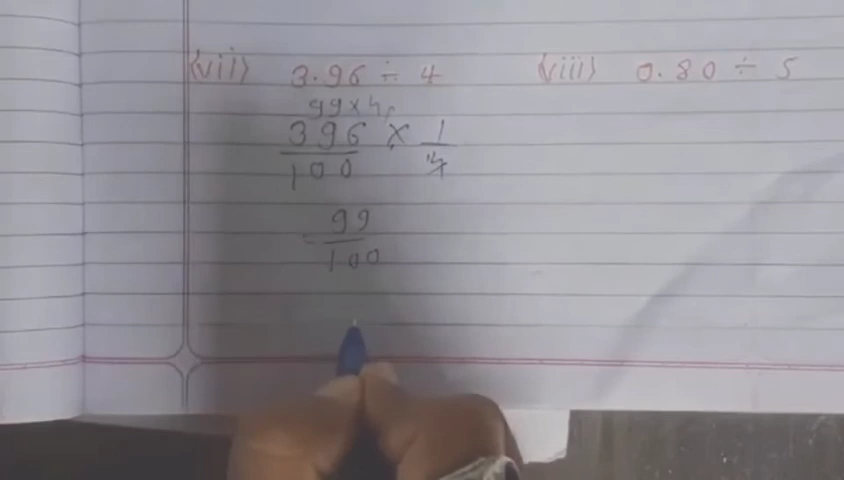 (vii) 3.96 ÷ 4 (viii) 0.80 ÷ 5
99×4
396 × 1
100 4
= 99
100